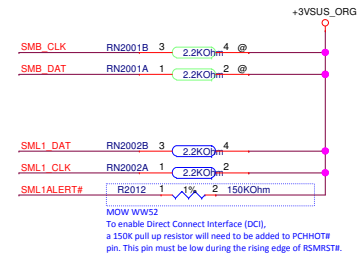 +3VSUS_ORG
SMB_CLK RN2001B 3 2.2KOhm 4 @
SMB_DAT RN2001A 1 2.2KOhm 2 @
SML1_DAT RN2002B 3 2.2KOhm 4
SML1_CLK RN2002A 1 2.2KOhm 2
SML1ALERT# R2012 1 1% 2 150KOhm
MOW WW52
To enable Direct Connect Interface (DCI),
a 150K pull up resistor will need to be added to PCHHOT#
pin. This pin must be low during the rising edge of RSMRST#.